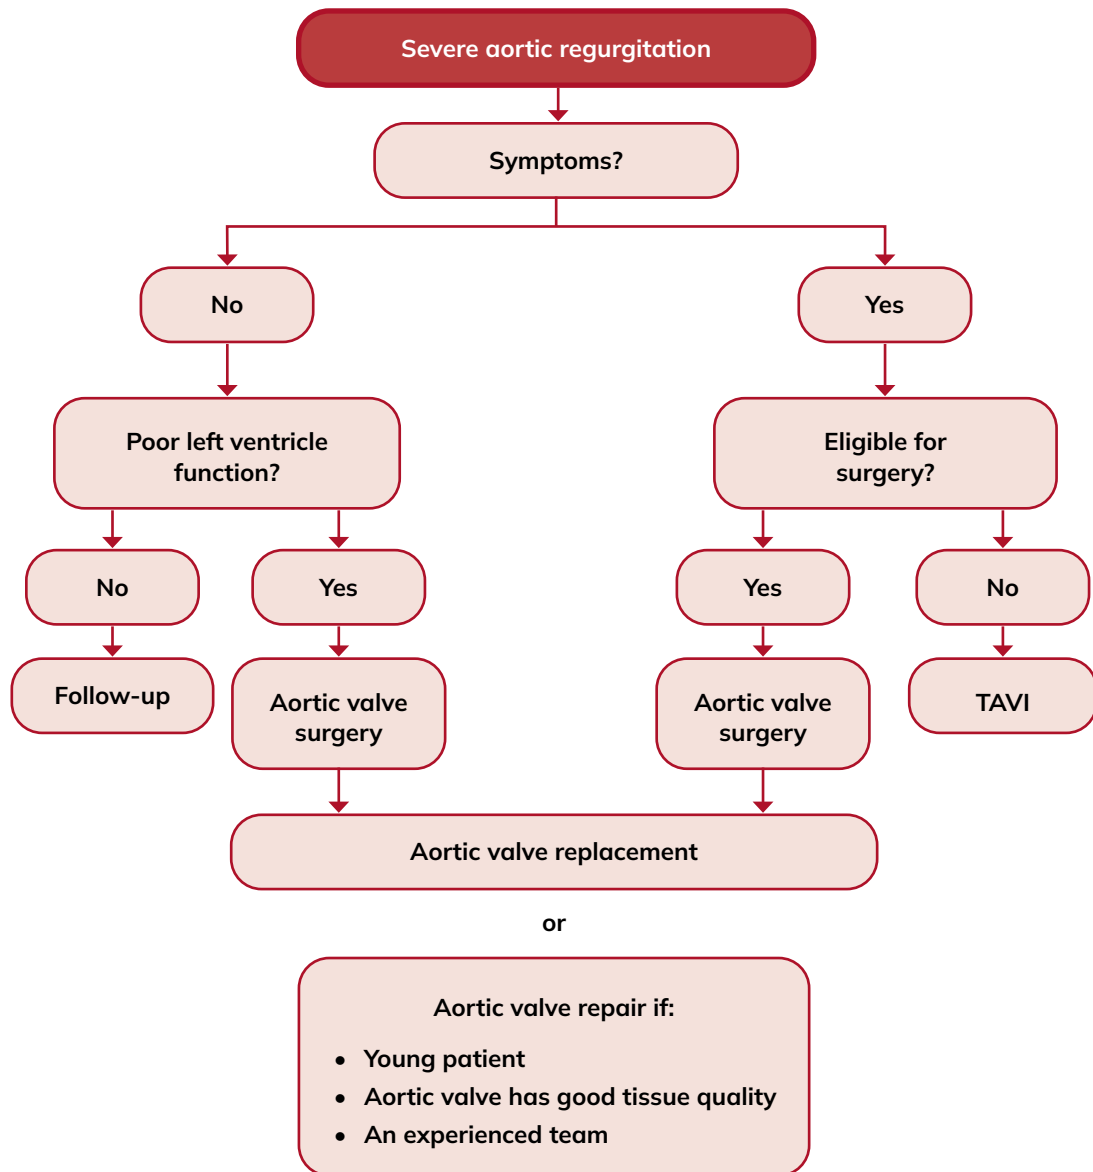 Severe aortic regurgitation
Symptoms?
No
Yes
Poor left ventricle
function?
Eligible for
surgery?
No
Yes
Yes
No
Follow-up
Aortic valve
surgery
Aortic valve
surgery
TAVI
Aortic valve replacement
or
Aortic valve repair if:
• Young patient
• Aortic valve has good tissue quality
• An experienced team